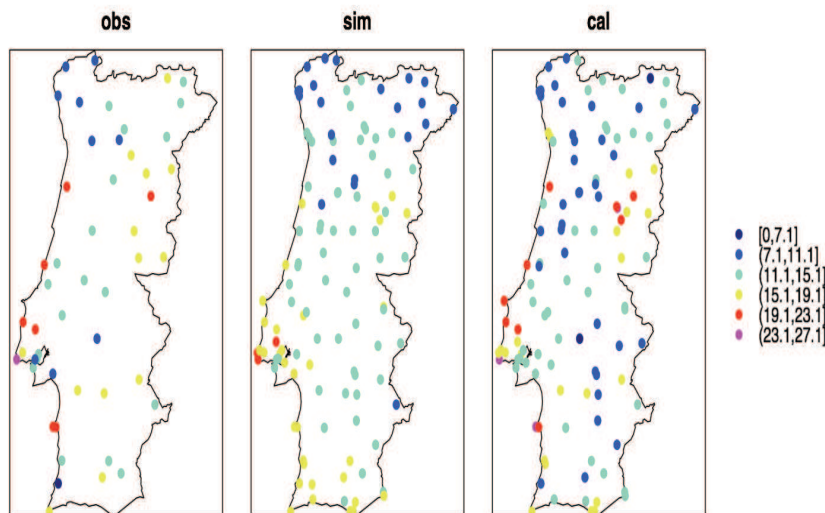 obs
sim
cal
[0,7.1]
(7.1,11.1]
(11.1,15.1]
(15.1,19.1]
(19.1,23.1]
(23.1,27.1]